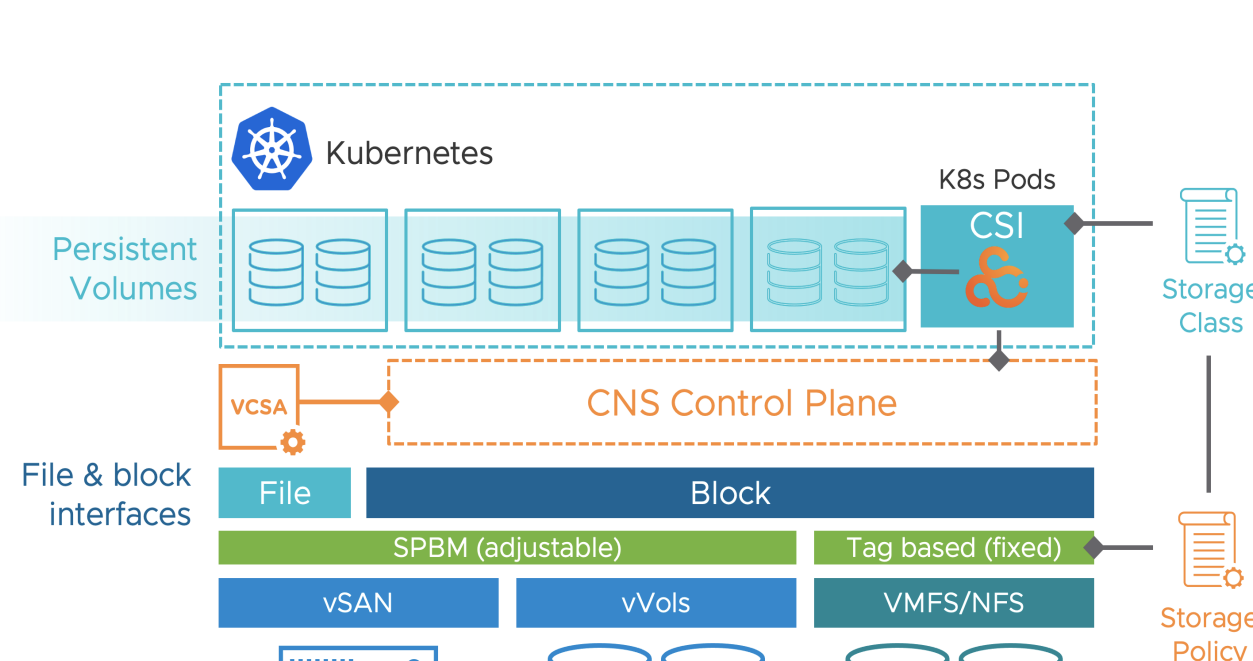 Kubernetes
K8s Pods
CSI
Persistent
Volumes
Storage
Class
VCSA
CNS Control Plane
File & block
interfaces
File
Block
SPBM (adjustable)
Tag based (fixed)
vSAN
vVols
VMFS/NFS
Storage
Policy